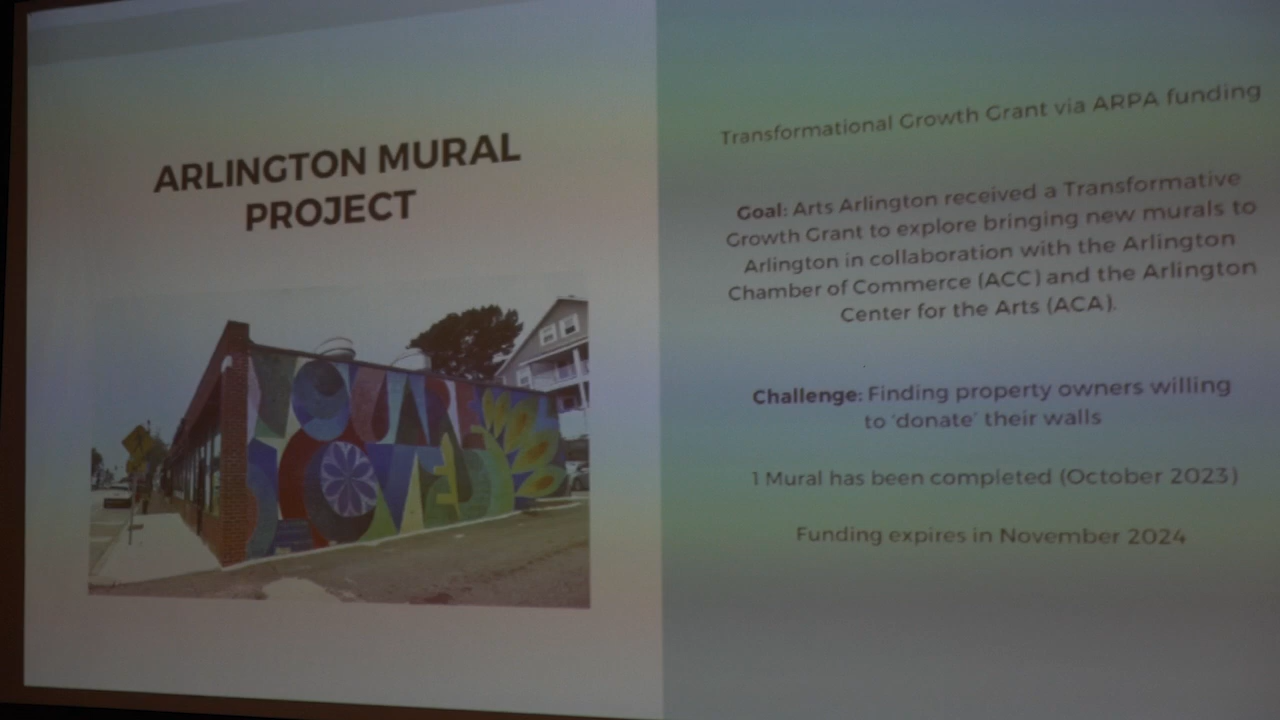 ARLINGTON MURAL
PROJECT
YOU ARE
LOVED
Transformational Growth Grant via ARPA funding
Goal: Arts Arlington received a Transformative
Growth Grant to explore bringing new murals to
Arlington in collaboration with the Arlington
Chamber of Commerce (ACC) and the Arlington
Center for the Arts (ACA).
Challenge: Finding property owners willing
to 'donate' their walls
1 Mural has been completed (October 2023)
Funding expires in November 2024